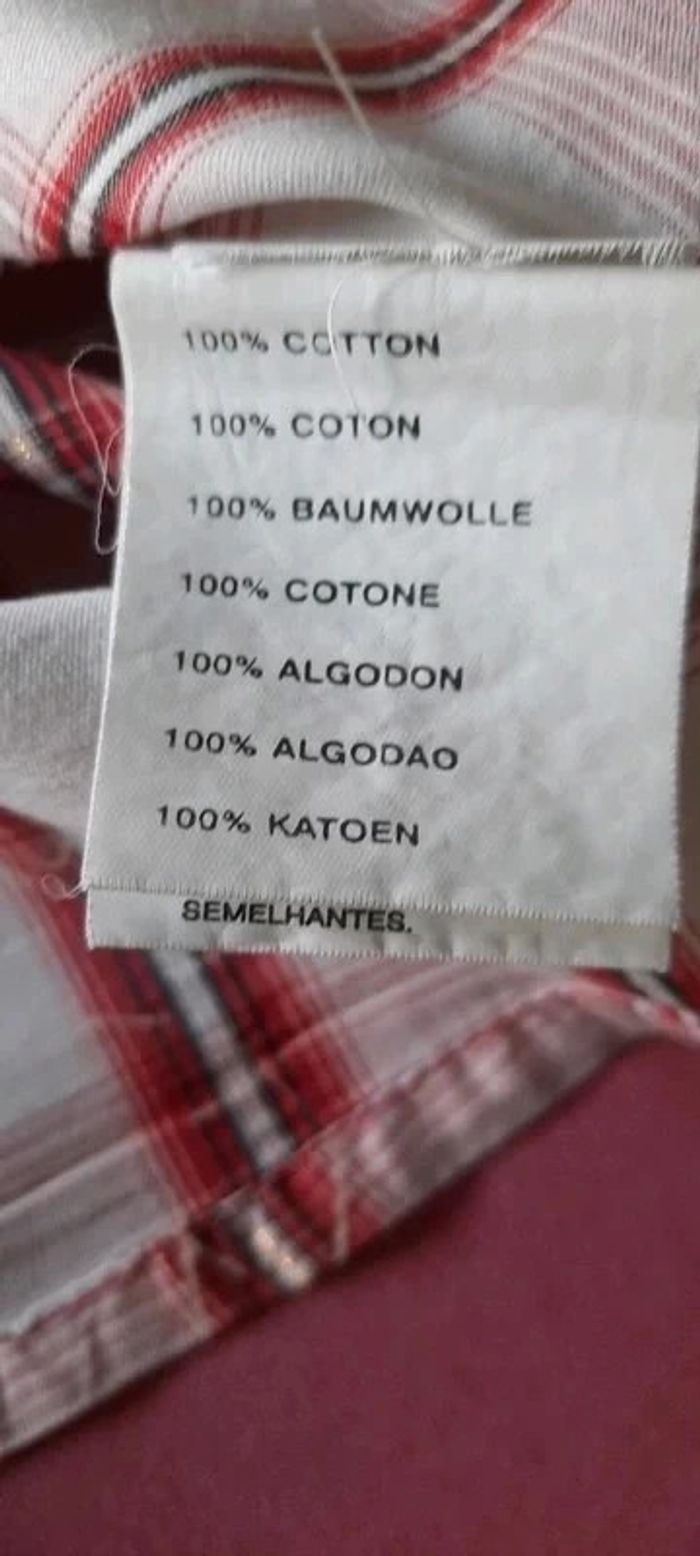 100% COTTON
100% COTON
100% BAUMWOLLE
100% COTONE
100% ALGODON
100% ALGODAO
100% KATOEN
SEMELHANTES.